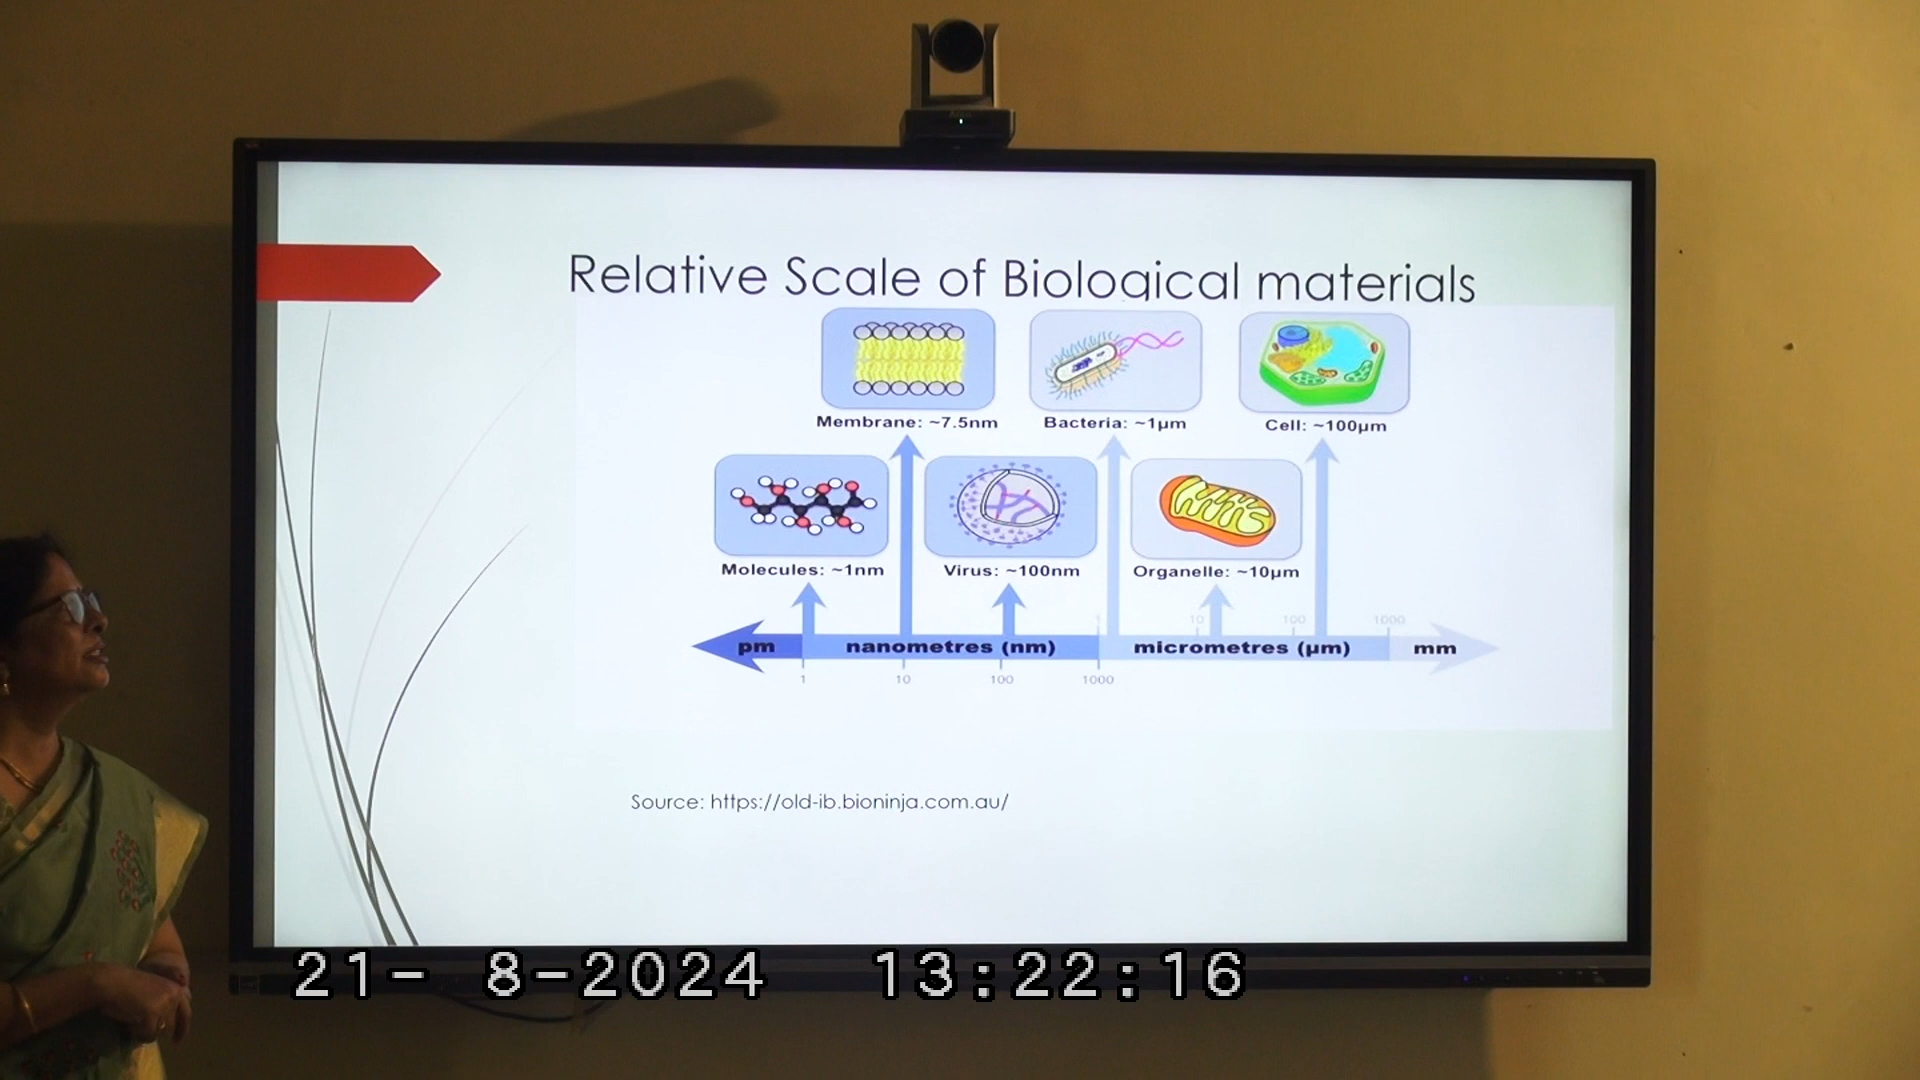 Relative Scale of Biological materials
Membrane: ~7.5nm
Bacteria: ~1µm
Cell: ~100µm
Molecules: ~1nm
Virus: ~100nm
Organelle: ~10µm
1 10 100 1000
pm nanometres (nm) micrometres (µm) mm
1 10 100 1000
Source: https://old-ib.bioninja.com.au/
21- 8-2024 13:22:16